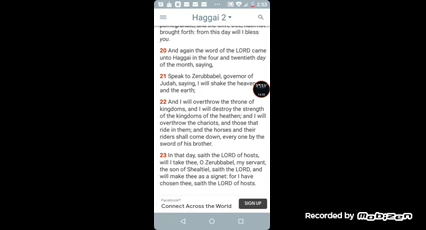 2:55
Haggai 2
brought forth: from this day will I bless
you.
20 And again the word of the LORD came
unto Haggai in the four and twentieth day
of the month, saying,
21 Speak to Zerubbabel, governor of
Judah, saying, I will shake the heavens
and the earth;
22 And I will overthrow the throne of
kingdoms, and I will destroy the strength
of the kingdoms of the heathen; and I will
overthrow the chariots, and those that
ride in them; and the horses and their
riders shall come down, every one by the
sword of his brother.
23 In that day, saith the LORD of hosts,
will I take thee, O Zerubbabel, my servant,
the son of Shealtiel, saith the LORD, and
will make thee as a signet: for I have
chosen thee, saith the LORD of hosts.
Facebook®
Connect Across the World
SIGN UP
Recorded by Mobizen